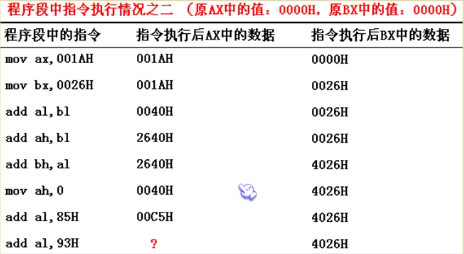 程序段中指令执行情况之二 （原AX中的值：0000H，原BX中的值：0000H）
程序段中的指令 指令执行后AX中的数据 指令执行后BX中的数据
mov ax,001AH 001AH 0000H
mov bx,0026H 001AH 0026H
add al,bl 0040H 0026H
add ah,bl 2640H 0026H
add bh,al 2640H 4026H
mov ah,0 0040H 4026H
add al,85H 00C5H 4026H
add al,93H ? 4026H